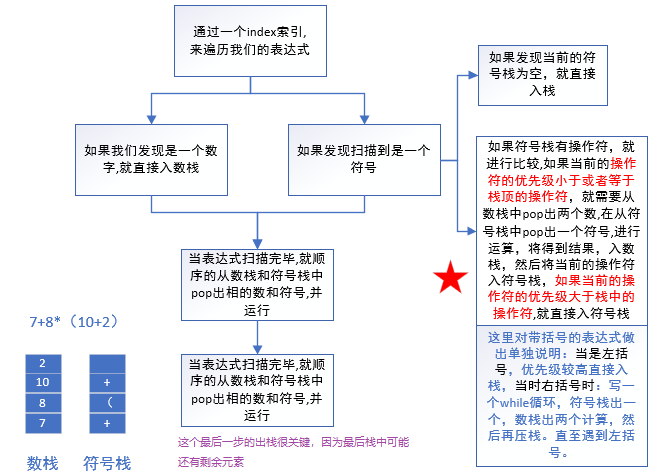 通过一个index索引,
来遍历我们的表达式
如果发现当前的符
号栈为空，就直接
入栈
如果我们发现是一个数
字,就直接入数栈
如果发现扫描到是一个
符号
如果符号栈有操作符，就
进行比较,如果当前的操作
符的优先级小于或者等于
栈顶的操作符，就需要从
数栈中pop出两个数,在从符
号栈中pop出一个符号,进行
运算，将得到结果，入数
栈，然后将当前的操作符
入符号栈，如果当前的操
作符的优先级大于栈中的
操作符,就直接入符号栈
这里对带括号的表达式做
出单独说明：当是左括
号，优先级较高直接入
栈，当时右括号时：写一
个while循环，符号栈出一
个，数栈出两个计算，然
后再压栈。直至遇到左括
号。
当表达式扫描完毕,就顺
序的从数栈和符号栈中
pop出相的数和符号,并
运行
当表达式扫描完毕,就顺
序的从数栈和符号栈中
pop出相的数和符号,并
运行
这个最后一步的出栈很关键，因为最后栈中可能
还有剩余元素
7+8*（10+2）
2
10
8
7
数栈
+
（
+
符号栈